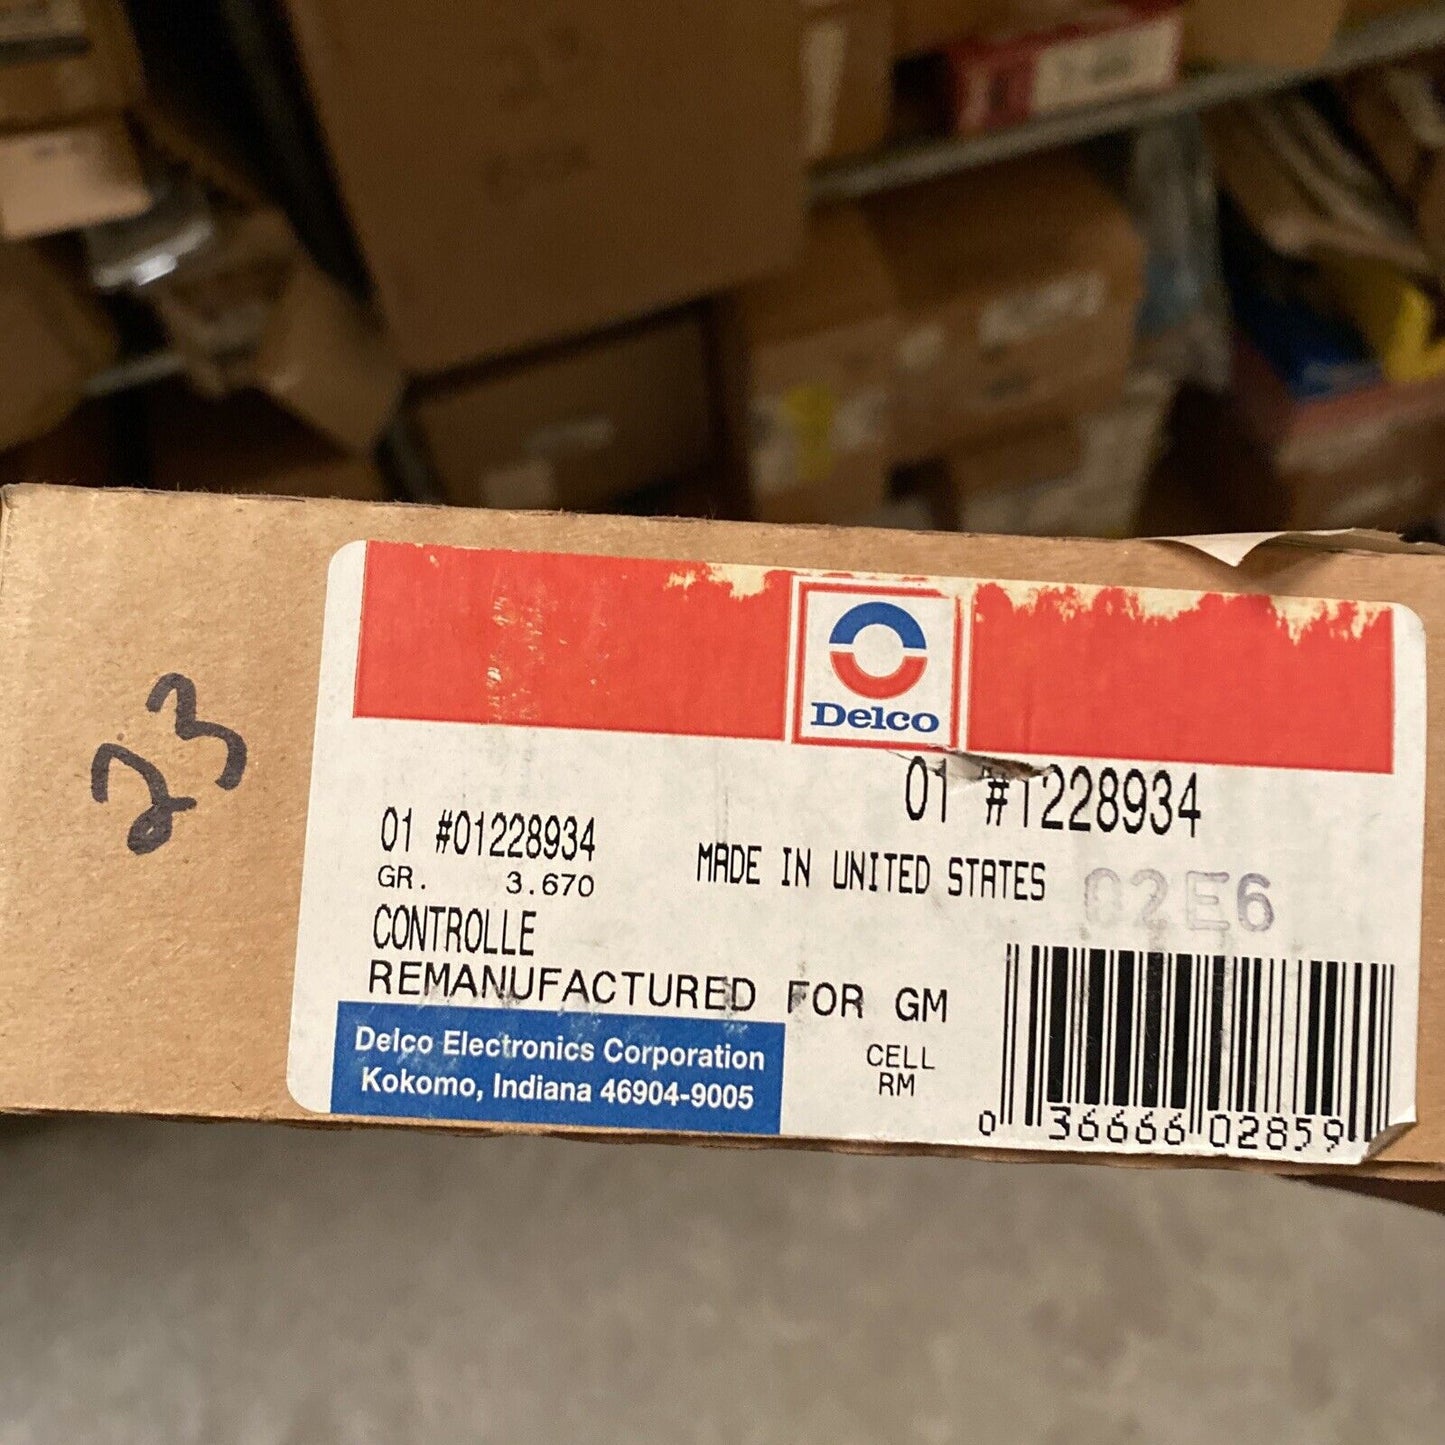 23
Delco
01 #1228934
01 #01228934
MADE IN UNITED STATES
02E6
GR. 3.670
CONTROLLE
REMANUFACTURED FOR GM
Delco Electronics Corporation
Kokomo, Indiana 46904-9005
CELL
RM
0 36666 02859